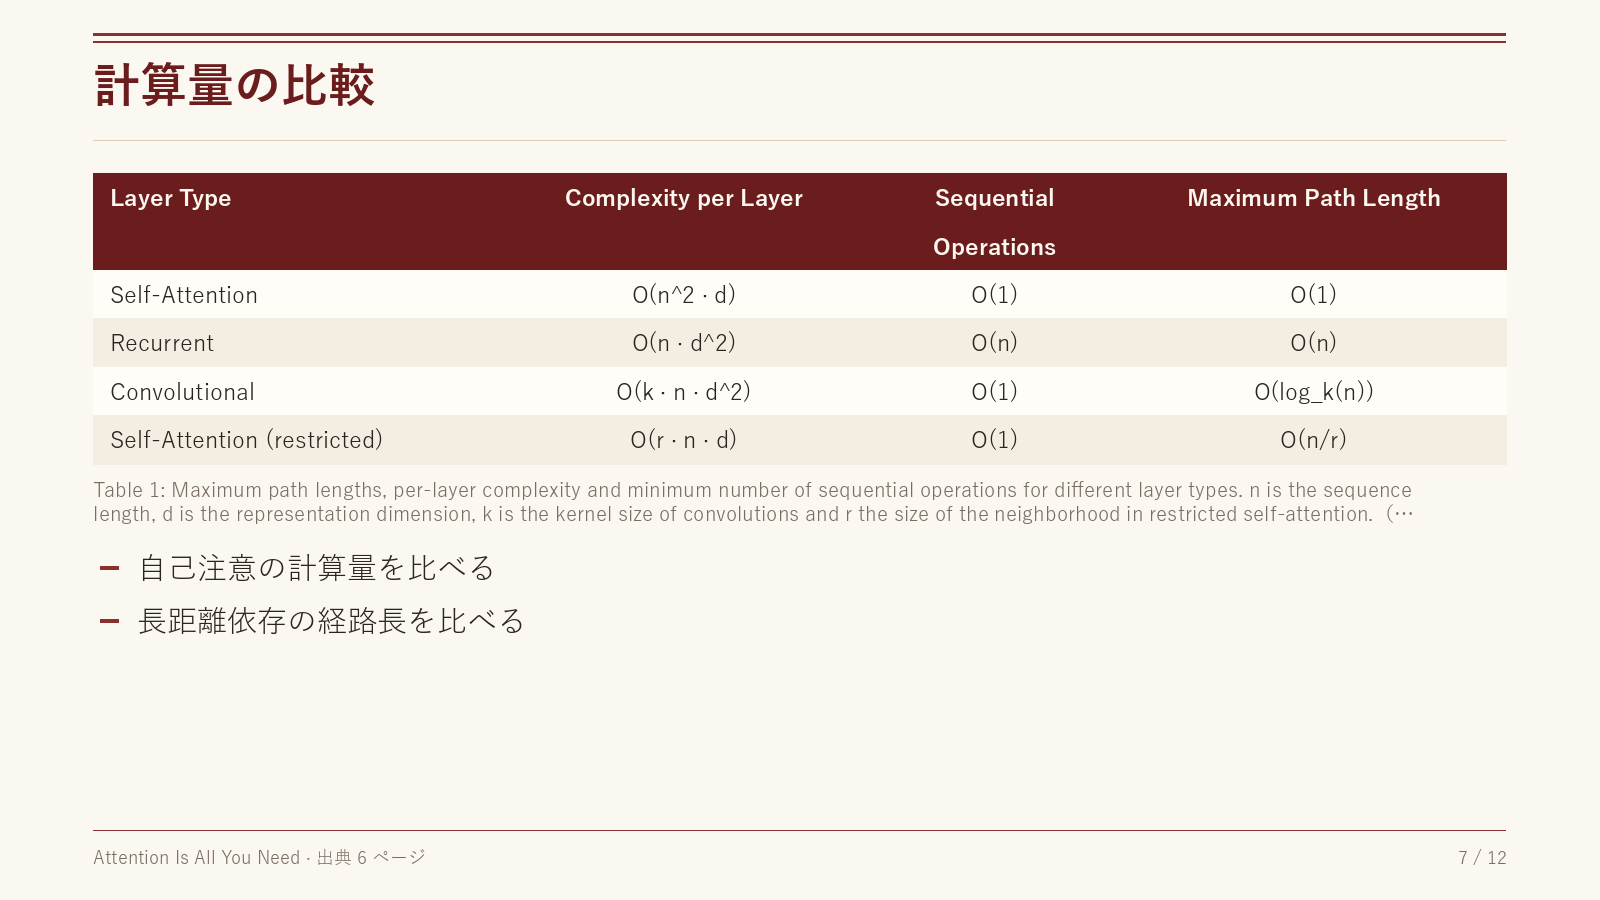 計算量の比較
Layer Type Complexity per Layer Sequential Operations Maximum Path Length
Self-Attention O(n^2 · d) O(1) O(1)
Recurrent O(n · d^2) O(n) O(n)
Convolutional O(k · n · d^2) O(1) O(log_k(n))
Self-Attention (restricted) O(r · n · d) O(1) O(n/r)
Table 1: Maximum path lengths, per-layer complexity and minimum number of sequential operations for different layer types. n is the sequence
length, d is the representation dimension, k is the kernel size of convolutions and r the size of the neighborhood in restricted self-attention.（…
自己注意の計算量を比べる
長距離依存の経路長を比べる
Attention Is All You Need · 出典 6 ページ
7 / 12